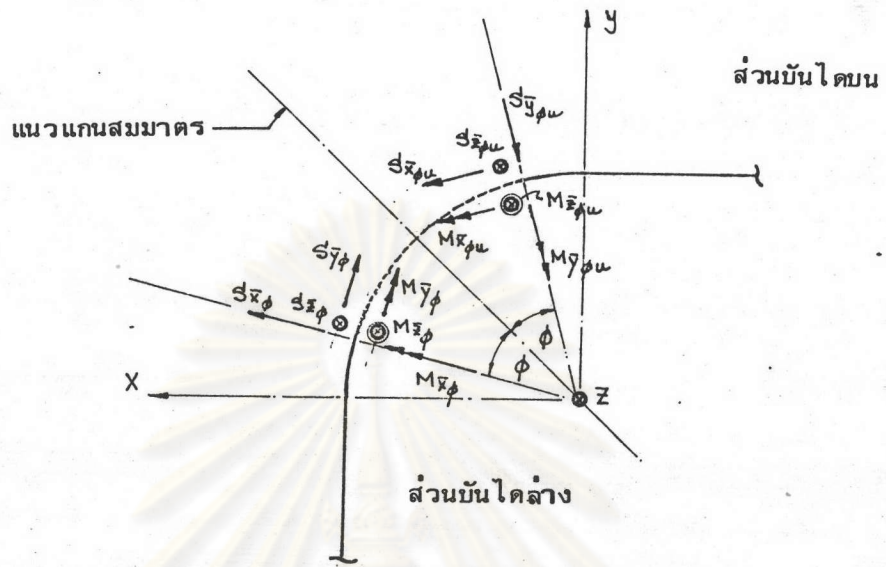 y
ส่วนบันไดบน
แนวแกนสมมาตร
Sȳφu
Sz̄φu
Sx̄φu
Mz̄φu
Mx̄φu
Mȳφu
Sȳφ
Sx̄φ
Sz̄φ
Mȳφ
Mz̄φ
Mx̄φ
φ
φ
X
Z
ส่วนบันไดล่าง